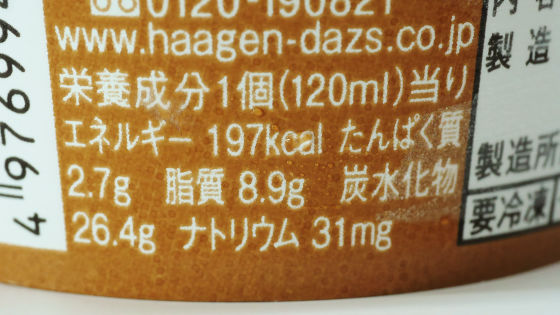 0120-190821
www.haagen-dazs.co.jp
栄養成分1個(120ml)当り
エネルギー 197kcal たんぱく質
2.7g 脂質 8.9g 炭水化物
26.4g ナトリウム 31mg
製造
製造所
要冷凍